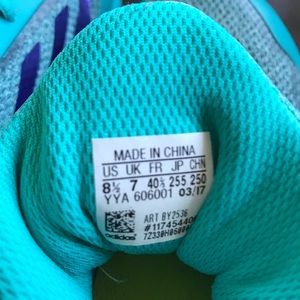 MADE IN CHINA
US UK FR JP CHN
8½ 7 40⅔ 255 250
YYA 606001 03/17
ART BY2536
adidas